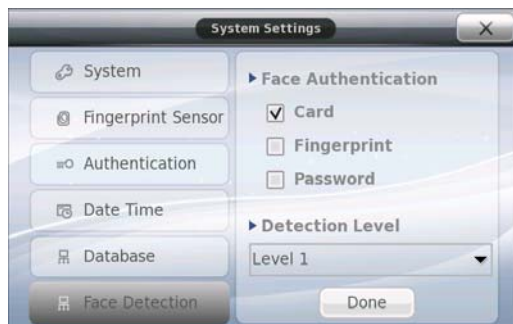 System Settings
System
Fingerprint Sensor
Authentication
Date Time
Database
Face Detection
Face Authentication
Card
Fingerprint
Password
Detection Level
Level 1
Done